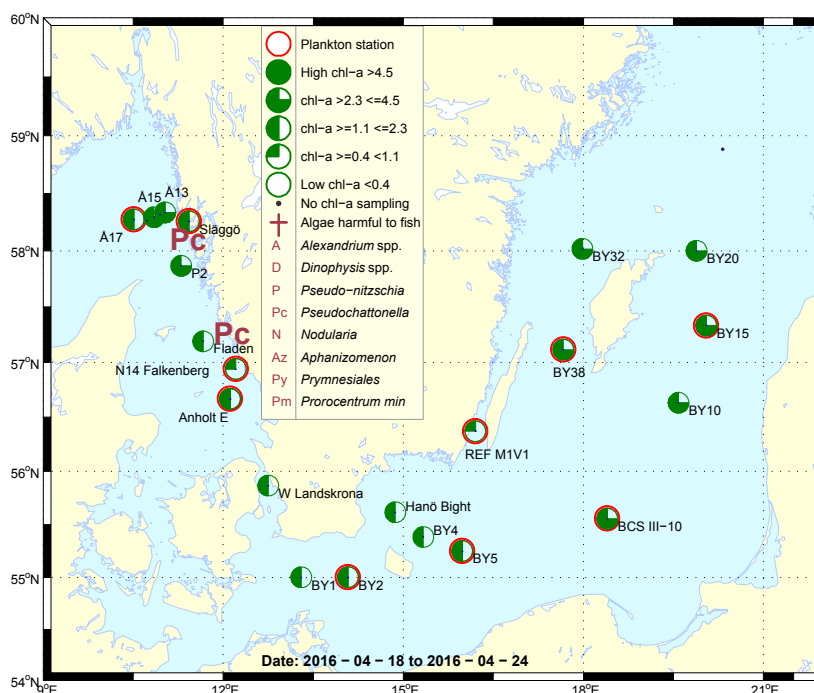 60°N
59°N
58°N
57°N
56°N
55°N
54°N
9°E
12°E
15°E
18°E
21°E
Plankton station
High chl−a >4.5
chl−a >2.3 <=4.5
chl−a >=1.1 <=2.3
chl−a >=0.4 <1.1
Low chl−a <0.4
No chl−a sampling
Algae harmful to fish
A Alexandrium spp.
D Dinophysis spp.
P Pseudo−nitzschia
Pc Pseudochattonella
N Nodularia
Az Aphanizomenon
Py Prymnesiales
Pm Prorocentrum min
Å15
Å13
Å17
Släggö
Pc
P2
Pc
Fladen
N14 Falkenberg
Anholt E
W Landskrona
Hanö Bight
BY4
BY5
BY1
BY2
REF M1V1
BY32
BY20
BY15
BY38
BY10
BCS III−10
Date: 2016 − 04 − 18 to 2016 − 04 − 24